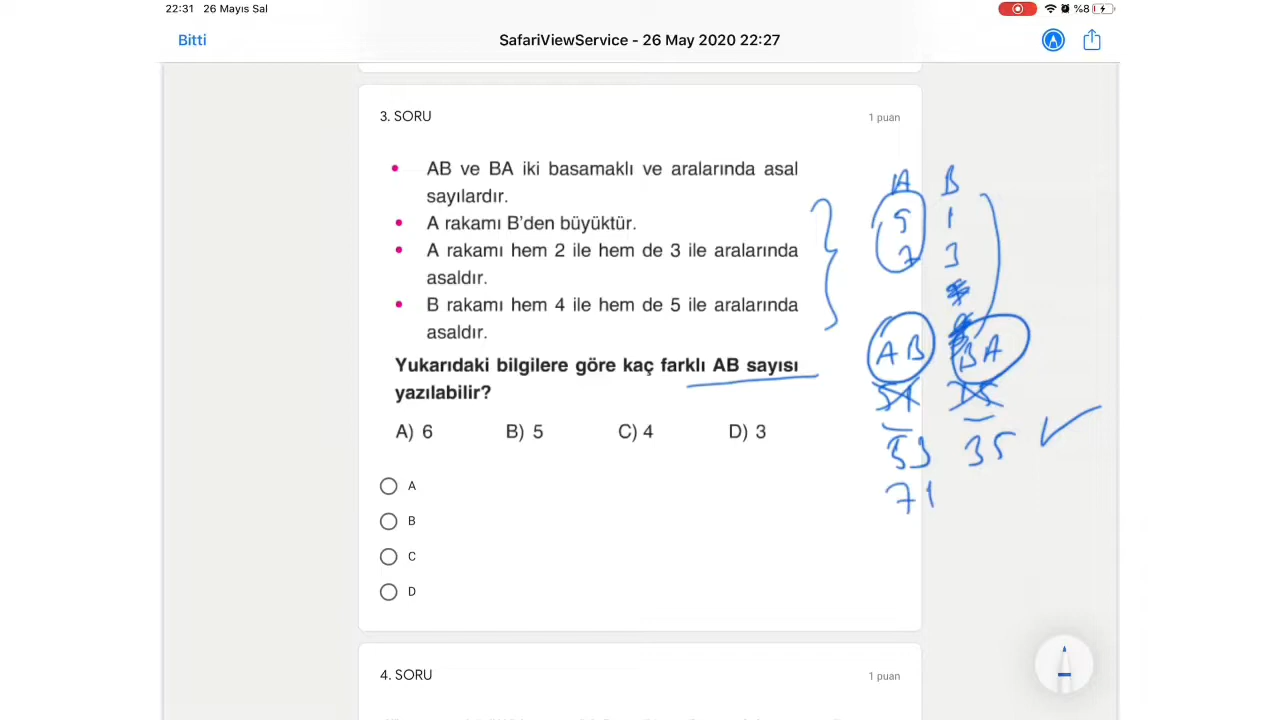 22:31 26 Mayıs Sal
%8
Bitti
SafariViewService - 26 May 2020 22:27
3. SORU
1 puan
AB ve BA iki basamaklı ve aralarında asal
sayılardır.
A rakamı B’den büyüktür.
A rakamı hem 2 ile hem de 3 ile aralarında
asaldır.
B rakamı hem 4 ile hem de 5 ile aralarında
asaldır.
Yukarıdaki bilgilere göre kaç farklı AB sayısı
yazılabilir?
A) 6 B) 5 C) 4 D) 3
A
B
C
D
A B
5 1
7 3
AB BA
51 15
53 35
71
4. SORU
1 puan